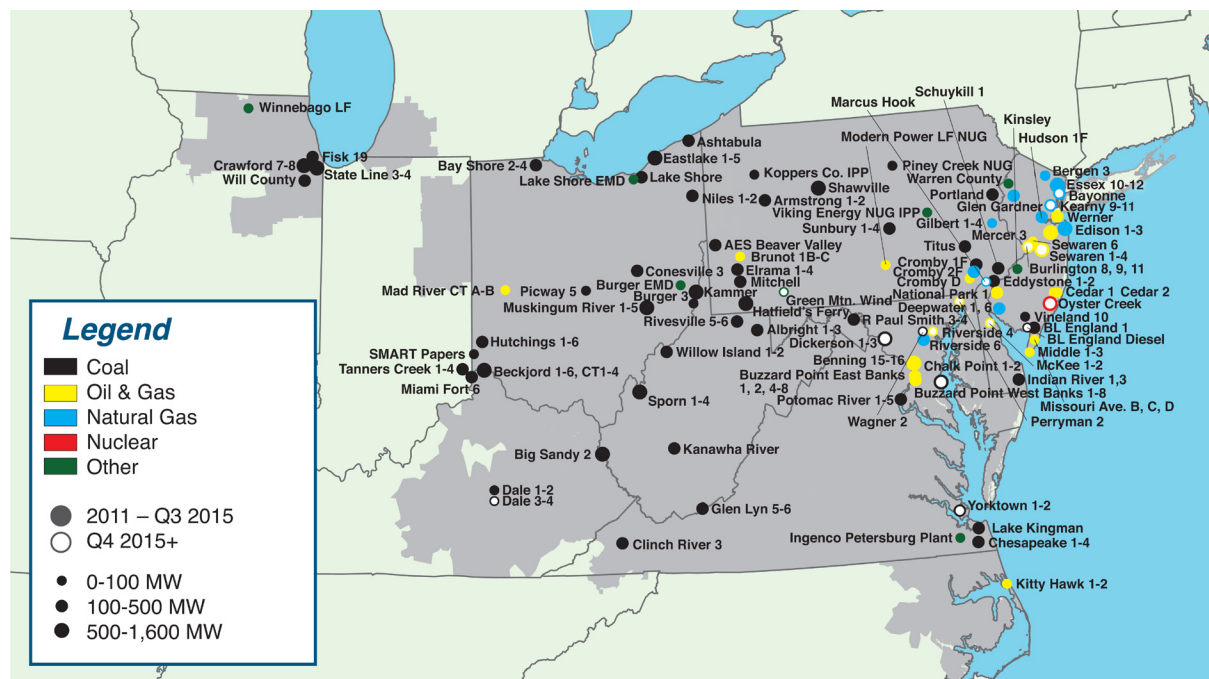 Schuykill 1
Marcus Hook
Kinsley
Winnebago LF
Modern Power LF NUG
Hudson 1F
Ashtabula
Fisk 19
Crawford 7-8
State Line 3-4
Will County
Bay Shore 2-4
Eastlake 1-5
Lake Shore EMD
Lake Shore
Koppers Co. IPP
Piney Creek NUG
Warren County
Bergen 3
Shawville
Essex 10-12
Niles 1-2
Armstrong 1-2
Portland
Bayonne
Viking Energy NUG IPP
Glen Gardner
Kearny 9-11
Gilbert 1-4
Werner
Sunbury 1-4
Mercer 3
Edison 1-3
AES Beaver Valley
Titus
Sewaren 6
Brunot 1B-C
Sewaren 1-4
Conesville 3
Elrama 1-4
Cromby 1F
Cromby 2F
Burlington 8, 9, 11
Mitchell
Cromby D
Eddystone 1-2
Mad River CT A-B
Picway 5
Burger EMD
Burger 3
Kammer
Green Mtn. Wind
National Park 1
Cedar 1
Cedar 2
Muskingum River 1-5
Hatfield's Ferry
Deepwater 1, 6
Oyster Creek
Rivesville 5-6
R Paul Smith 3-4
Vineland 10
Albright 1-3
Riverside 4
BL England 1
Hutchings 1-6
Dickerson 1-3
Riverside 6
BL England Diesel
SMART Papers
Willow Island 1-2
Middle 1-3
Tanners Creek 1-4
Beckjord 1-6, CT1-4
Benning 15-16
Chalk Point 1-2
McKee 1-2
Miami Fort 6
Buzzard Point East Banks
1, 2, 4-8
Indian River 1,3
Sporn 1-4
Potomac River 1-5
Buzzard Point West Banks 1-8
Missouri Ave. B, C, D
Wagner 2
Perryman 2
Big Sandy 2
Kanawha River
Dale 1-2
Dale 3-4
Glen Lyn 5-6
Yorktown 1-2
Lake Kingman
Clinch River 3
Ingenco Petersburg Plant
Chesapeake 1-4
Kitty Hawk 1-2
Legend
Coal
Oil & Gas
Natural Gas
Nuclear
Other
2011 – Q3 2015
Q4 2015+
0-100 MW
100-500 MW
500-1,600 MW